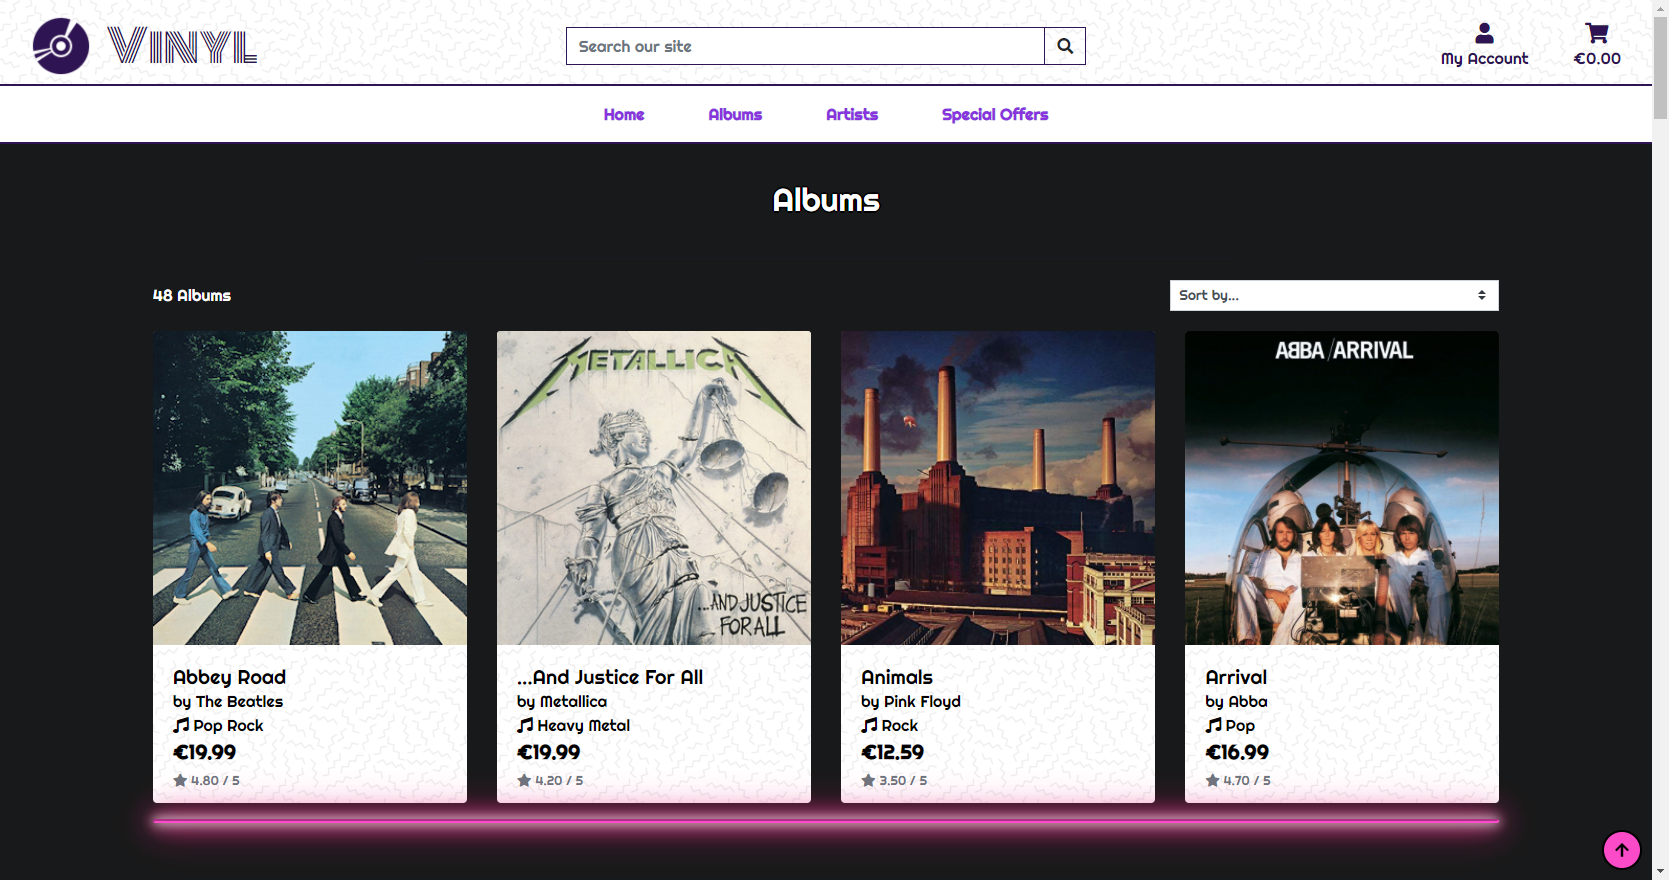 Vinyl
Search our site
My Account
€0.00
Home
Albums
Artists
Special Offers
Albums
48 Albums
Sort by...
METALLICA
...AND JUSTICE
FOR ALL
ABBA/ARRIVAL
Abbey Road
by The Beatles
Pop Rock
€19.99
4.80 / 5
...And Justice For All
by Metallica
Heavy Metal
€19.99
4.20 / 5
Animals
by Pink Floyd
Rock
€12.59
3.50 / 5
Arrival
by Abba
Pop
€16.99
4.70 / 5